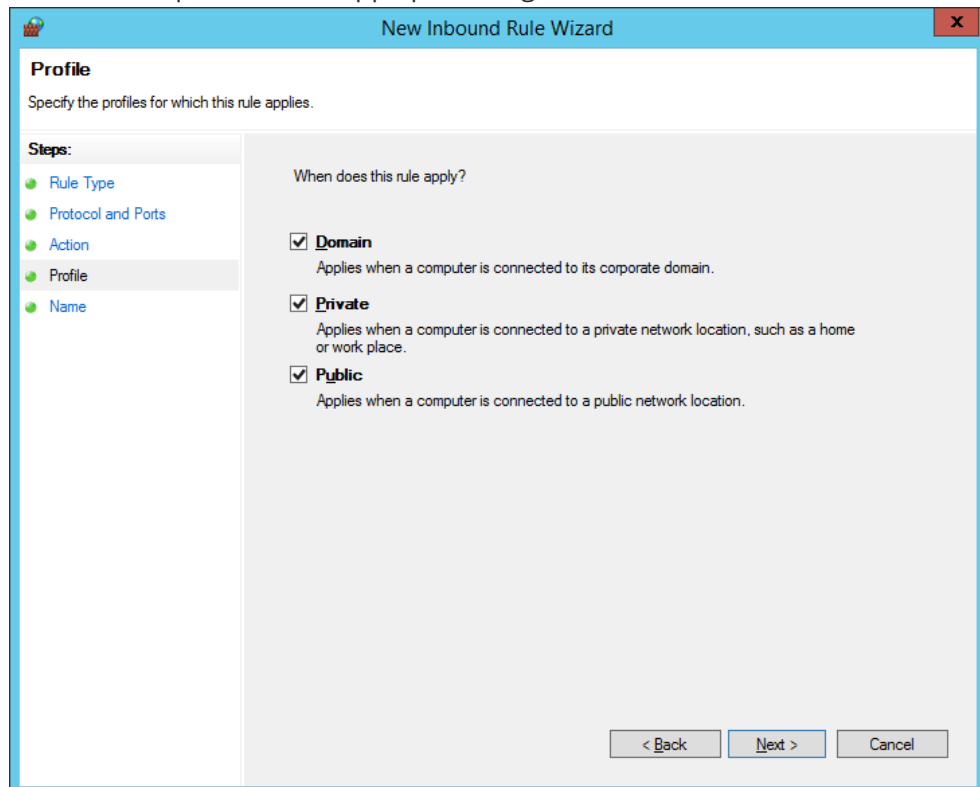 New Inbound Rule Wizard
x
Profile
Specify the profiles for which this rule applies.
Steps:
Rule Type
Protocol and Ports
Action
Profile
Name
When does this rule apply?
Domain
Applies when a computer is connected to its corporate domain.
Private
Applies when a computer is connected to a private network location, such as a home
or work place.
Public
Applies when a computer is connected to a public network location.
< Back
Next >
Cancel